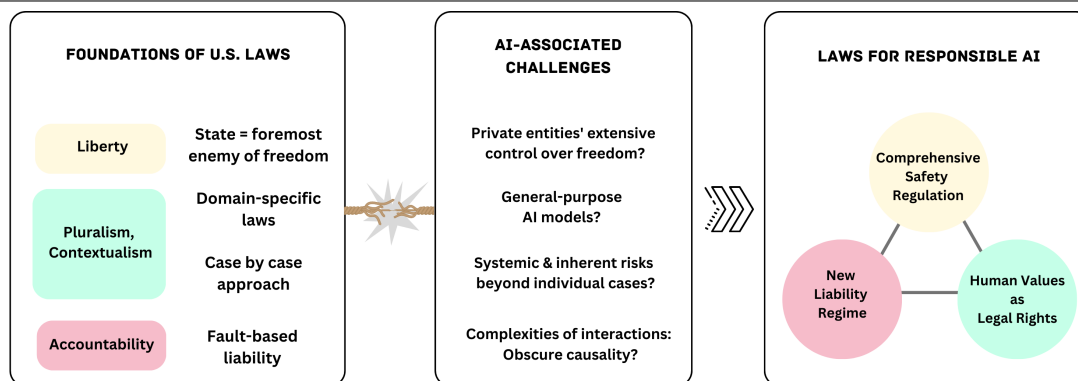 FOUNDATIONS OF U.S. LAWS
Liberty
State = foremost
enemy of freedom
Pluralism,
Contextualism
Domain-specific
laws
Case by case
approach
Accountability
Fault-based
liability
AI-ASSOCIATED
CHALLENGES
Private entities' extensive
control over freedom?
General-purpose
AI models?
Systemic & inherent risks
beyond individual cases?
Complexities of interactions:
Obscure causality?
LAWS FOR RESPONSIBLE AI
Comprehensive
Safety
Regulation
New
Liability
Regime
Human Values
as
Legal Rights